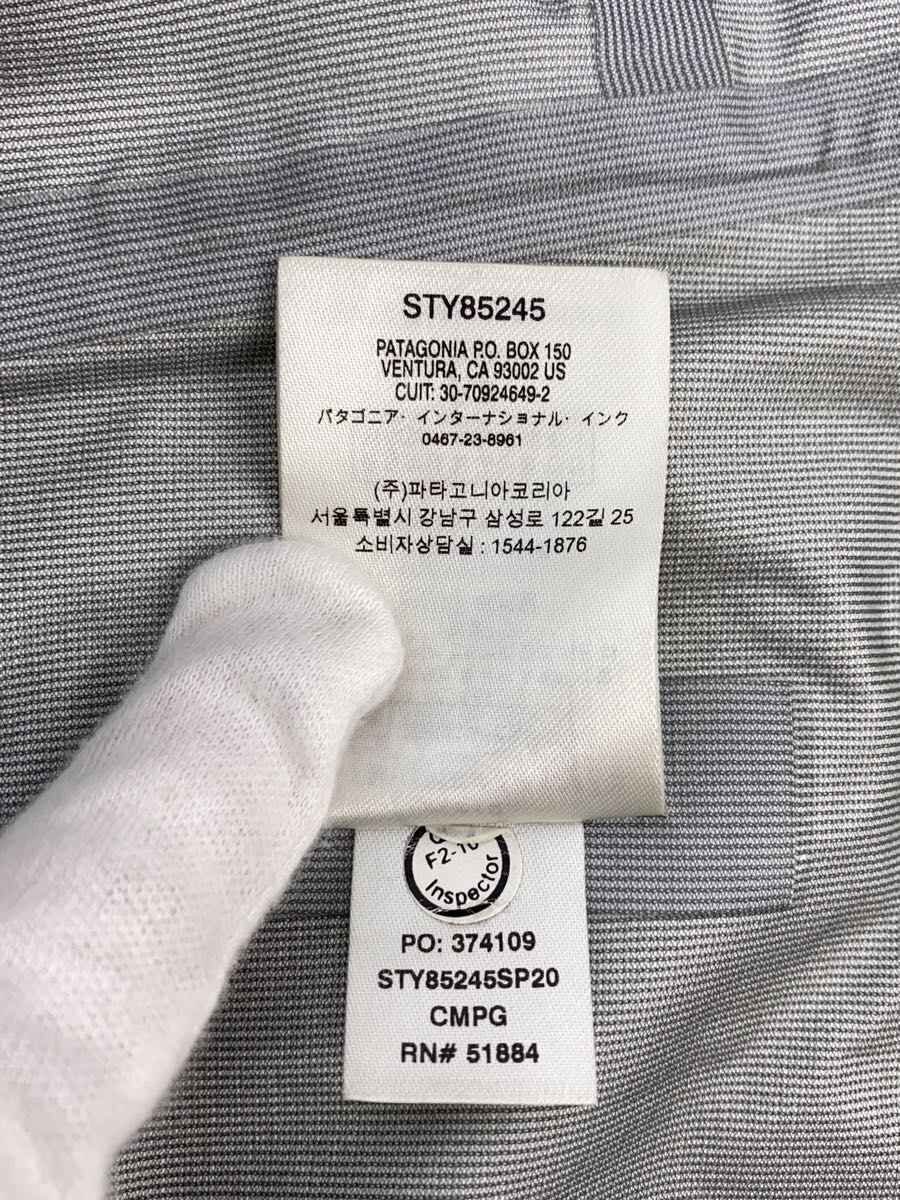 STY85245
PATAGONIA P.O. BOX 150
VENTURA, CA 93002 US
CUIT: 30-70924649-2
パタゴニア・インターナショナル・インク
0467-23-8961
(주)파타고니아코리아
서울특별시 강남구 삼성로 122길 25
소비자상담실 : 1544-1876
Inspector
PO: 374109
STY85245SP20
CMPG
RN# 51884